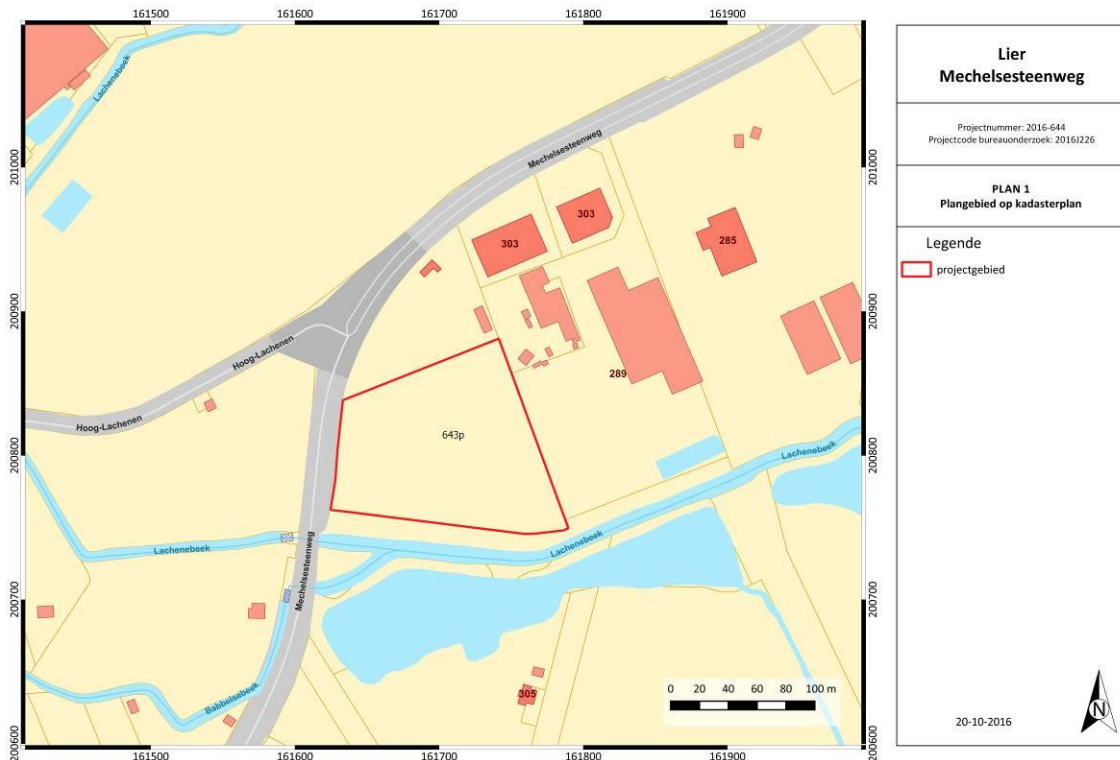 161500 161600 161700 161800 161900
Lachenebeek
201000
Mechelsesteenweg
201000
303
303
285
200900
Hoog-Lachenen
200900
289
Hoog-Lachenen
643p
200800
Lachenebeek
200800
Lachenebeek
Mechelsesteenweg
Lachenebeek
200700
200700
Babbelsebeek
305
0 20 40 60 80 100 m
200600
200600
161500 161600 161700 161800 161900
Lier
Mechelsesteenweg
Projectnummer: 2016-644
Projectcode bureauonderzoek: 2016J226
PLAN 1
Plangebied op kadasterplan
Legende
projectgebied
20-10-2016
N